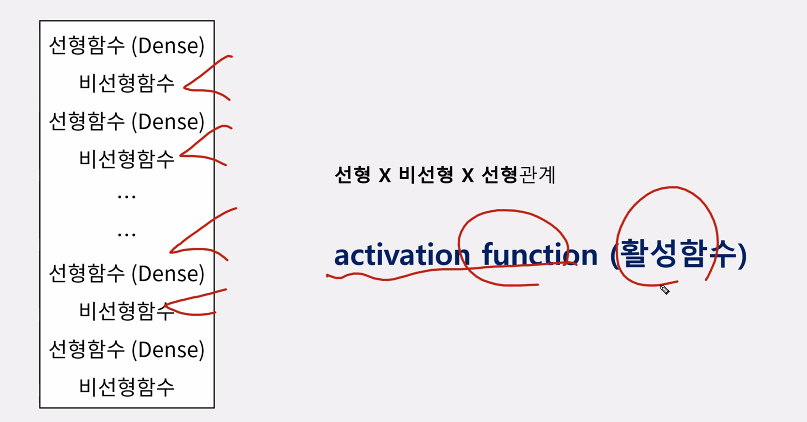 선형함수 (Dense)
비선형함수
선형함수 (Dense)
비선형함수
...
...
선형함수 (Dense)
비선형함수
선형함수 (Dense)
비선형함수
선형 X 비선형 X 선형관계
activation function (활성함수)